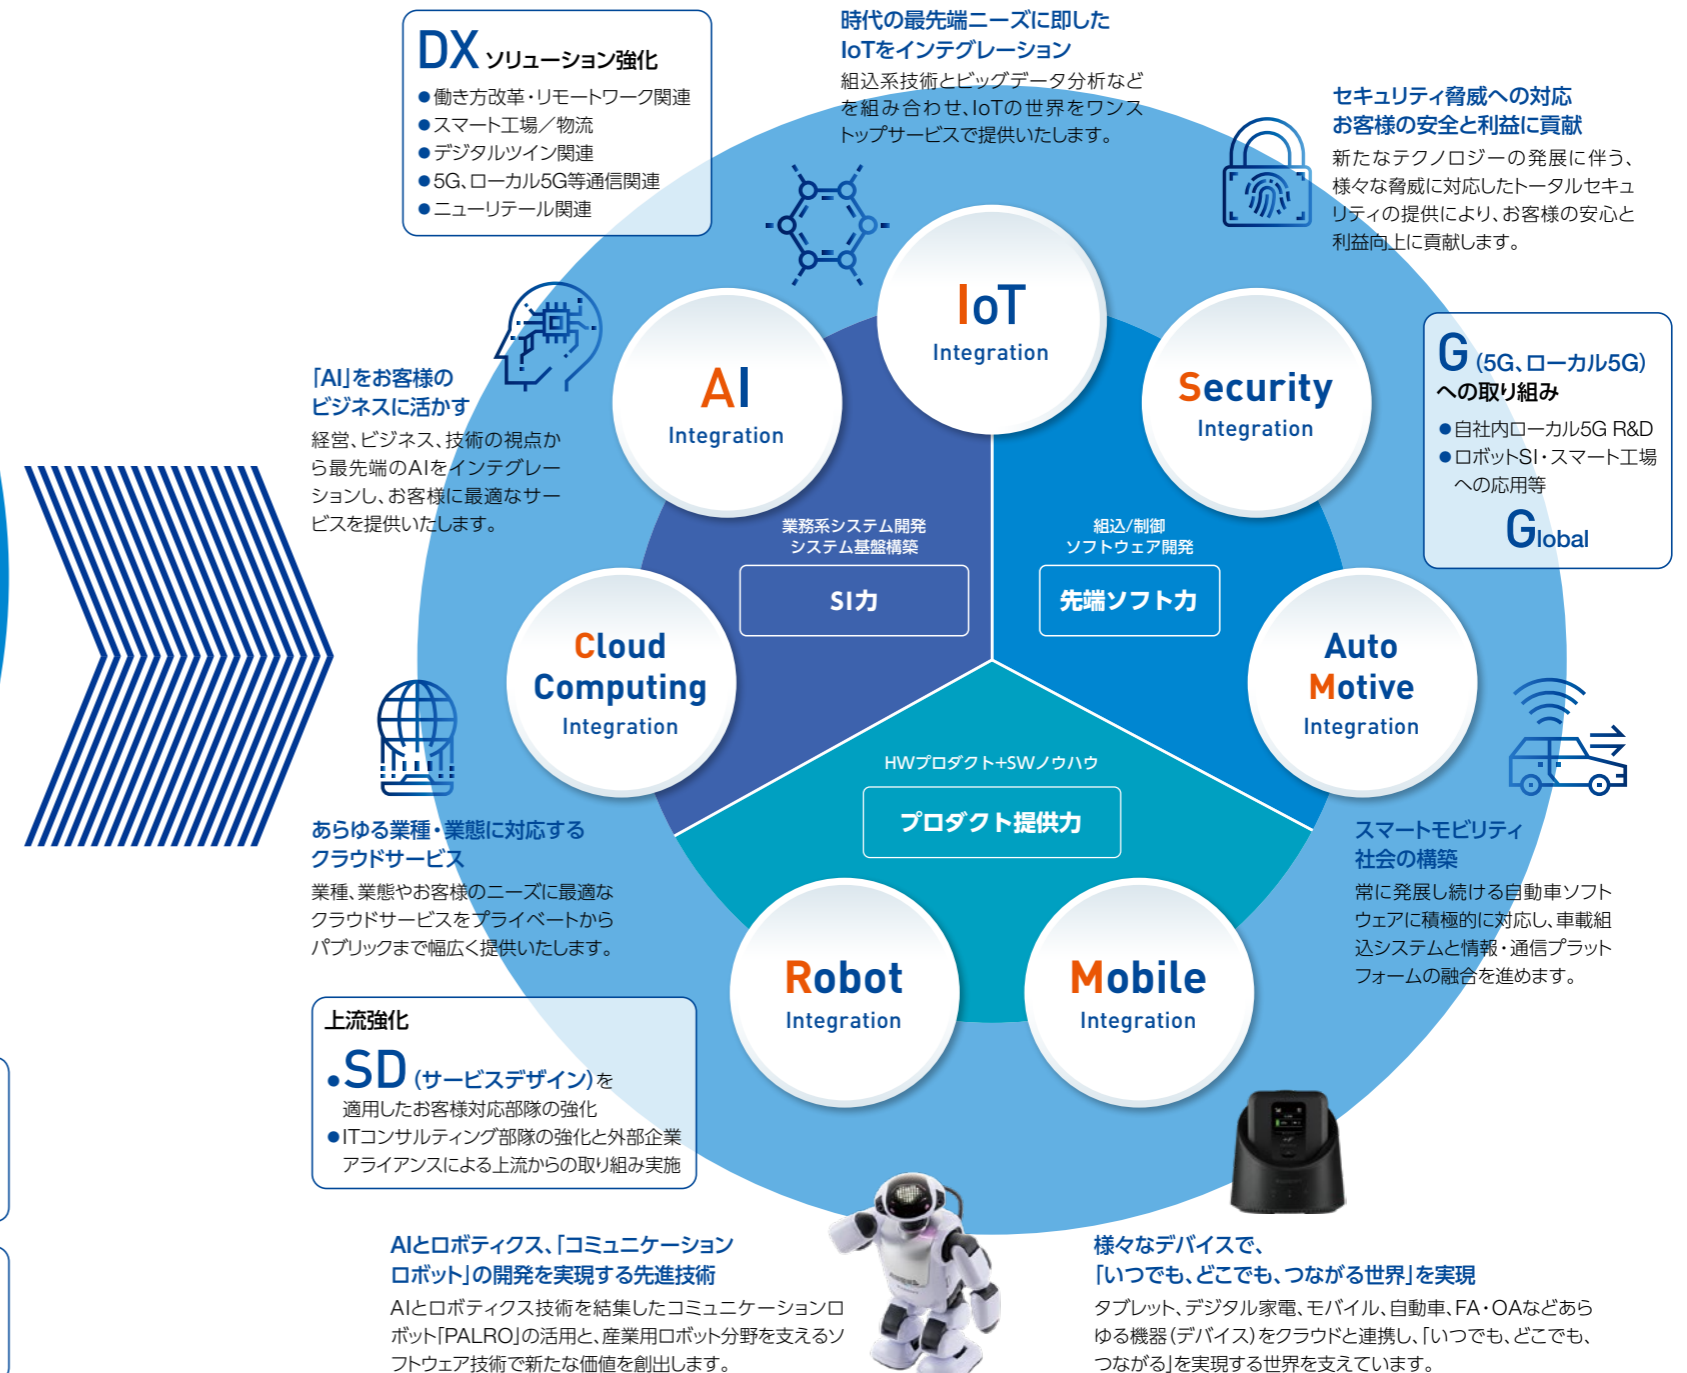 DX ソリューション強化
●働き方改革・リモートワーク関連
●スマート工場／物流
●デジタルツイン関連
●5G、ローカル5G等通信関連
●ニューリテール関連
時代の最先端ニーズに即した
IoTをインテグレーション
組込系技術とビッグデータ分析など
を組み合わせ、IoTの世界をワンス
トップサービスで提供いたします。
セキュリティ脅威への対応
お客様の安全と利益に貢献
新たなテクノロジーの発展に伴う、
様々な脅威に対応したトータルセキュ
リティの提供により、お客様の安心と
利益向上に貢献します。
IoT
Integration
AI
Integration
Security
Integration
「AI」をお客様の
ビジネスに活かす
経営、ビジネス、技術の視点か
ら最先端のAIをインテグレー
ションし、お客様に最適なサー
ビスを提供いたします。
G (5G、ローカル5G)
への取り組み
●自社内ローカル5G R&D
●ロボットSI・スマート工場
への応用等
Global
業務系システム開発
システム基盤構築
SI力
組込/制御
ソフトウェア開発
先端ソフト力
Cloud
Computing
Integration
Auto
Motive
Integration
HWプロダクト+SWノウハウ
プロダクト提供力
あらゆる業種・業態に対応する
クラウドサービス
業種、業態やお客様のニーズに最適な
クラウドサービスをプライベートから
パブリックまで幅広く提供いたします。
スマートモビリティ
社会の構築
常に発展し続ける自動車ソフト
ウェアに積極的に対応し、車載組
込システムと情報・通信プラット
フォームの融合を進めます。
Robot
Integration
Mobile
Integration
上流強化
●.SD (サービスデザイン)を
適用したお客様対応部隊の強化
●ITコンサルティング部隊の強化と外部企業
アライアンスによる上流からの取り組み実施
AIとロボティクス、「コミュニケーション
ロボット」の開発を実現する先進技術
AIとロボティクス技術を結集したコミュニケーションロ
ボット「PALRO」の活用と、産業用ロボット分野を支えるソ
フトウェア技術で新たな価値を創出します。
様々なデバイスで、
「いつでも、どこでも、つながる世界」を実現
タブレット、デジタル家電、モバイル、自動車、FA・OAなどあら
ゆる機器(デバイス)をクラウドと連携し、「いつでも、どこでも、
つながる」を実現する世界を支えています。